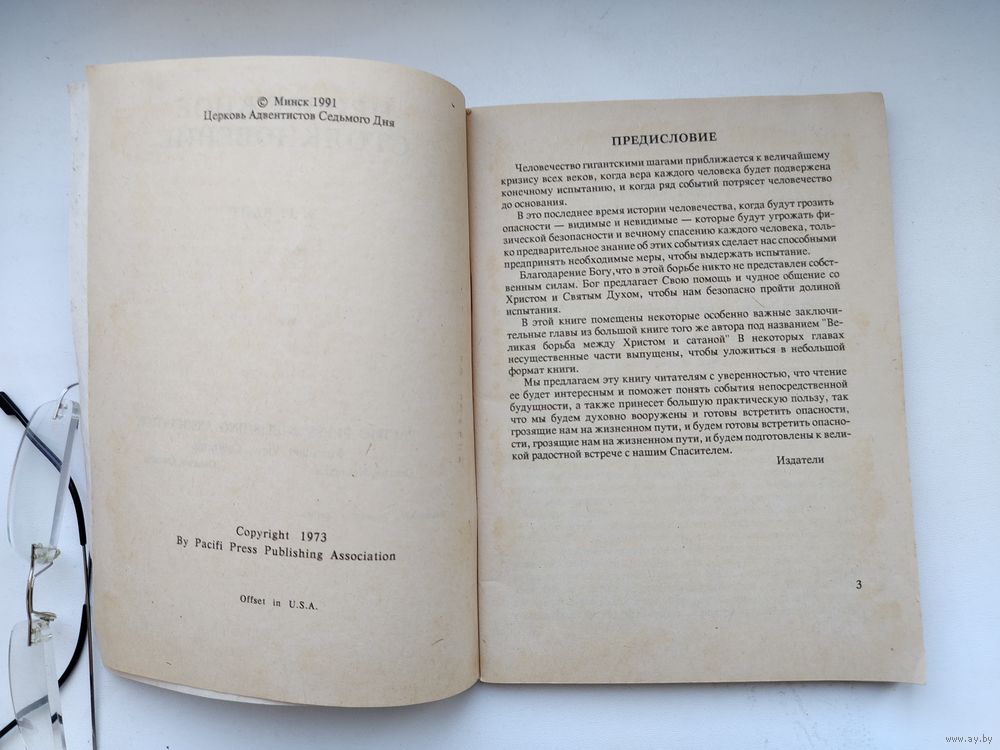 © Минск 1991
Церковь Адвентистов Седьмого Дня
Copyright 1973
By Pacifi Press Publishing Association
Offset in U.S.A.
ПРЕДИСЛОВИЕ
Человечество гигантскими шагами приближается к величайшему
кризису всех веков, когда вера каждого человека будет подвержена
конечному испытанию, и когда ряд событий потрясет человечество
до основания.
В это последнее время истории человечества, когда будут грозить
опасности — видимые и невидимые — которые будут угрожать фи-
зической безопасности и вечному спасению каждого человека, толь-
ко предварительное знание об этих событиях сделает нас способными
предпринять необходимые меры, чтобы выдержать испытание.
Благодарение Богу,что в этой борьбе никто не представлен собст-
венным силам. Бог предлагает Свою помощь и чудное общение со
Христом и Святым Духом, чтобы нам безопасно пройти долиной
испытания.
В этой книге помещены некоторые особенно важные заключи-
тельные главы из большой книге того же автора под названием "Ве-
ликая борьба между Христом и сатаной" В некоторых главах
несущественные части выпущены, чтобы уложиться в небольшой
формат книги.
Мы предлагаем эту книгу читателям с уверенностью, что чтение
ее будет интересным и поможет понять события непосредственной
будущности, а также принесет большую практическую пользу, так
что мы будем духовно вооружены и готовы встретить опасности,
грозящие нам на жизненном пути, и будем готовы встретить опасно-
сти, грозящие нам на жизненном пути, и будем подготовлены к вели-
кой радостной встрече с нашим Спасителем.
Издатели
3
www.ay.by